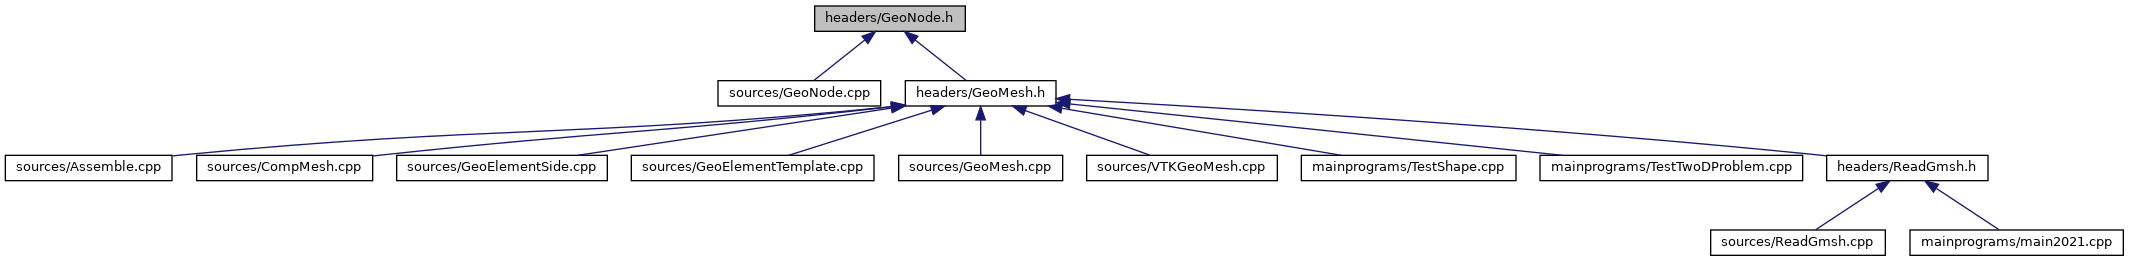 headers/GeoNode.h
sources/GeoNode.cpp
headers/GeoMesh.h
sources/Assemble.cpp
sources/CompMesh.cpp
sources/GeoElementSide.cpp
sources/GeoElementTemplate.cpp
sources/GeoMesh.cpp
sources/VTKGeoMesh.cpp
mainprograms/TestShape.cpp
mainprograms/TestTwoDProblem.cpp
headers/ReadGmsh.h
sources/ReadGmsh.cpp
mainprograms/main2021.cpp